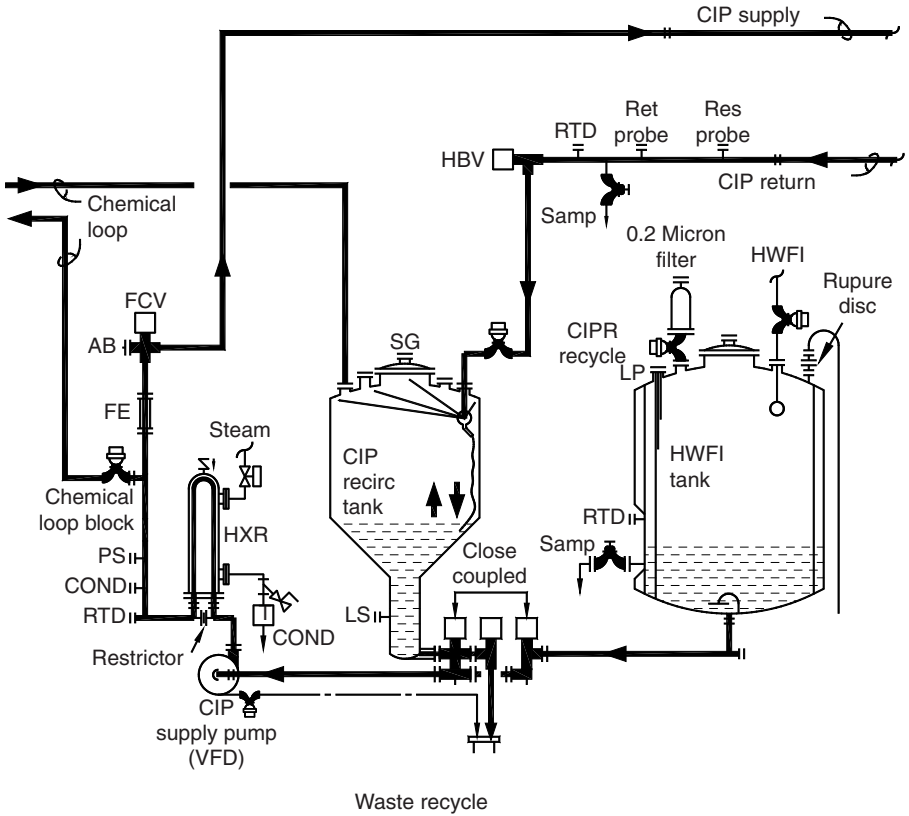 CIP supply
Ret
probe
Res
probe
RTD
HBV
CIP return
Chemical
loop
Samp
0.2 Micron
filter
HWFI
Rupure
disc
FCV
AB
SG
CIPR
recycle
LP
FE
Steam
CIP
recirc
tank
HWFI
tank
Chemical
loop block
HXR
RTD
PS
Close
coupled
Samp
COND
RTD
LS
COND
Restrictor
CIP
supply pump
(VFD)
Waste recycle